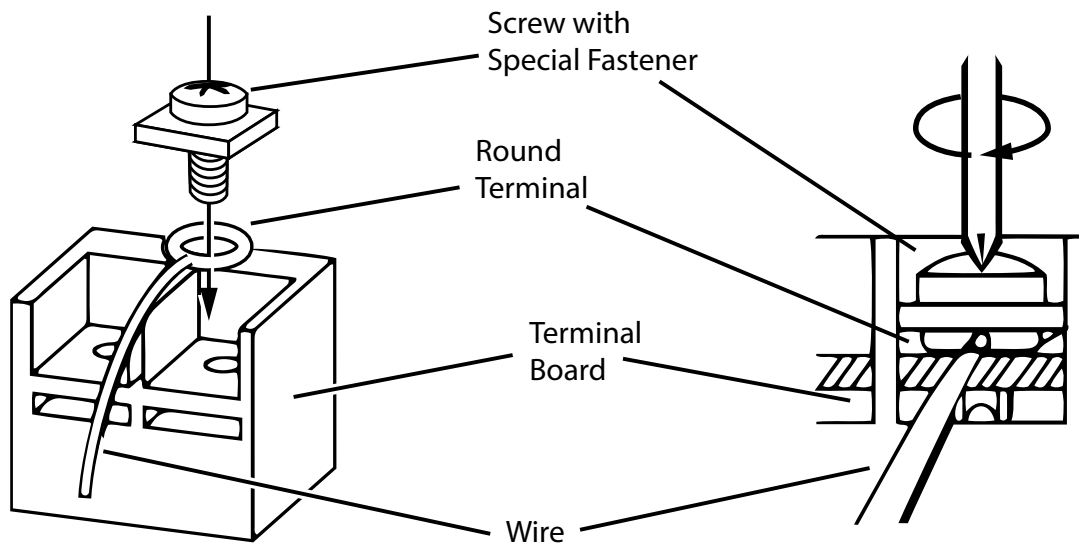 Screw with
Special Fastener
Round
Terminal
Terminal
Board
Wire